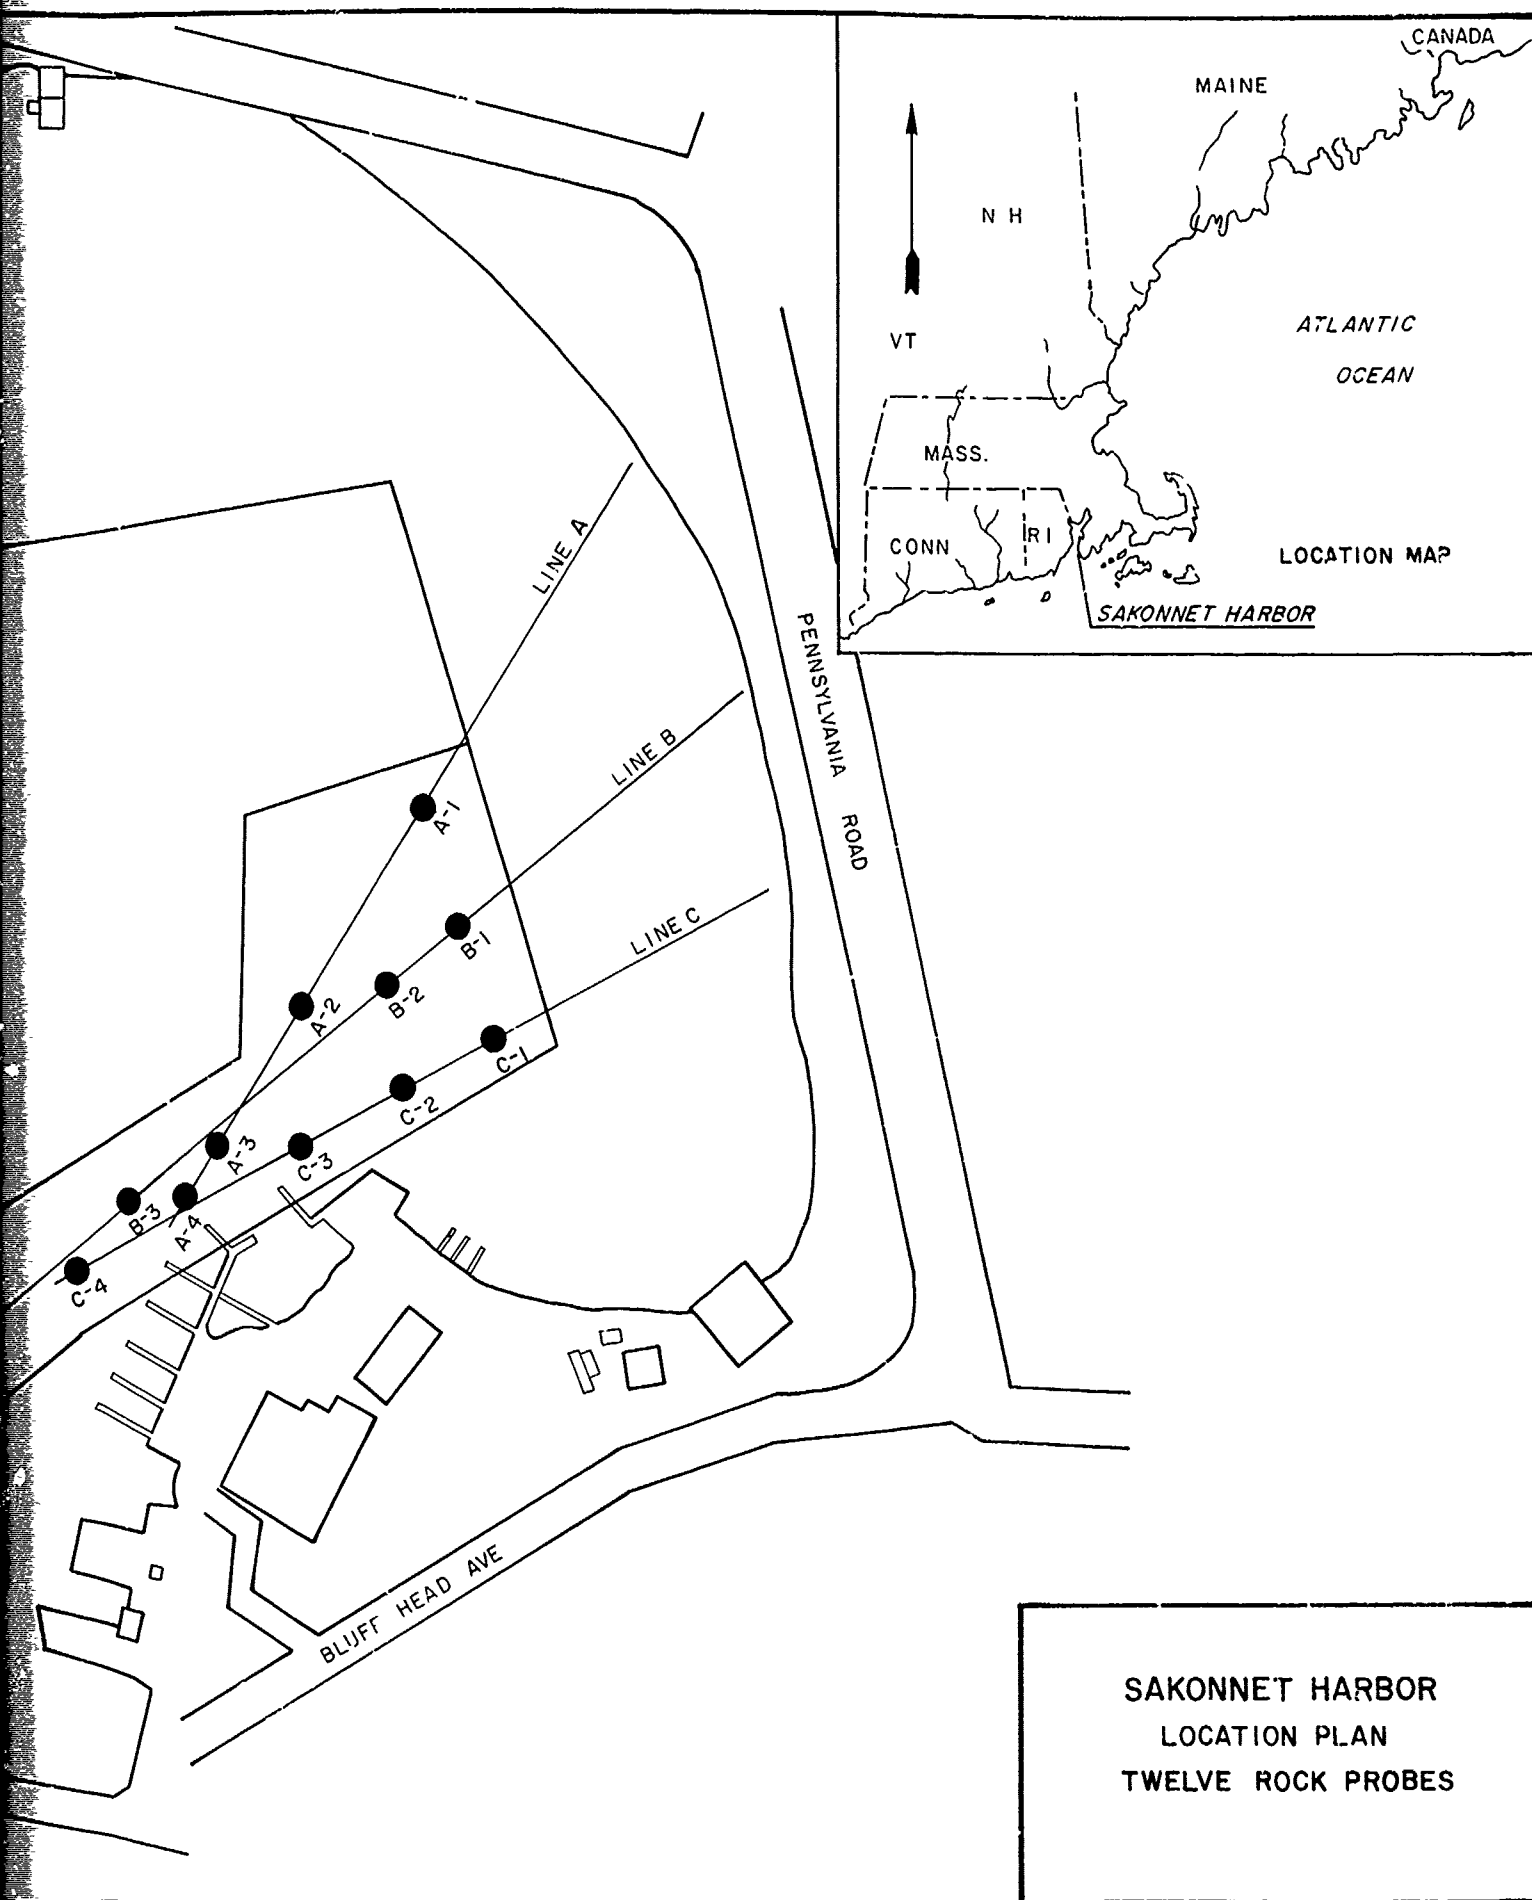 CANADA
MAINE
N H
VT
ATLANTIC
OCEAN
MASS.
CONN
RI
LOCATION MAP
SAKONNET HARBOR
LINE A
LINE B
LINE C
PENNSYLVANIA ROAD
A-1
B-1
B-2
A-2
C-1
C-2
A-3
C-3
B-3
A-4
C-4
BLUFF HEAD AVE
SAKONNET HARBOR
LOCATION PLAN
TWELVE ROCK PROBES